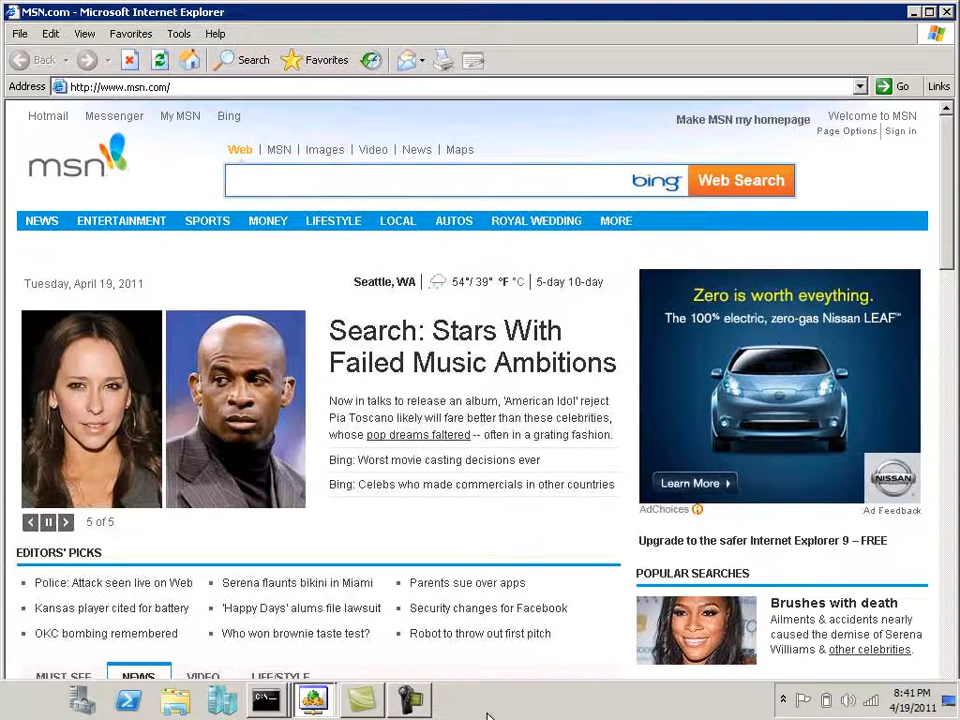 MSN.com - Microsoft Internet Explorer
File Edit View Favorites Tools Help
Back Search Favorites
Address http://www.msn.com/ Go Links
Hotmail Messenger My MSN Bing
Make MSN my homepage
Welcome to MSN
Page Options | Sign in
msn
Web | MSN | Images | Video | News | Maps
bing Web Search
NEWS ENTERTAINMENT SPORTS MONEY LIFESTYLE LOCAL AUTOS ROYAL WEDDING MORE
Tuesday, April 19, 2011
Seattle, WA | 54°/ 39° °F °C | 5-day 10-day
Search: Stars With
Failed Music Ambitions
Now in talks to release an album, 'American Idol' reject
Pia Toscano likely will fare better than these celebrities,
whose pop dreams faltered -- often in a grating fashion.
Bing: Worst movie casting decisions ever
Bing: Celebs who made commercials in other countries
5 of 5
Zero is worth eveything.
The 100% electric, zero-gas Nissan LEAF™
Learn More
NISSAN
AdChoices
Ad Feedback
Upgrade to the safer Internet Explorer 9 – FREE
EDITORS' PICKS
Police: Attack seen live on Web
Serena flaunts bikini in Miami
Parents sue over apps
Kansas player cited for battery
'Happy Days' alums file lawsuit
Security changes for Facebook
OKC bombing remembered
Who won brownie taste test?
Robot to throw out first pitch
POPULAR SEARCHES
Brushes with death
Ailments & accidents nearly
caused the demise of Serena
Williams & other celebrities.
MUST SEE NEWS VIDEO LIFESTYLE
8:41 PM
4/19/2011